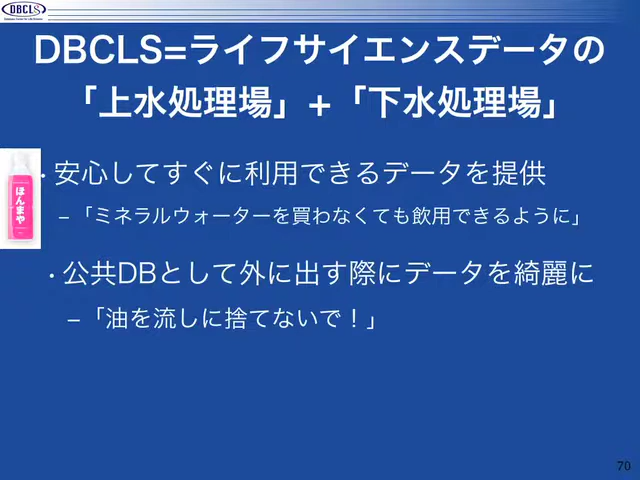 DBCLS
DBCLS=ライフサイエンスデータの
「上水処理場」+「下水処理場」
・安心してすぐに利用できるデータを提供
ほんまや
–「ミネラルウォーターを買わなくても飲用できるように」
・公共DBとして外に出す際にデータを綺麗に
–「油を流しに捨てないで！」
70